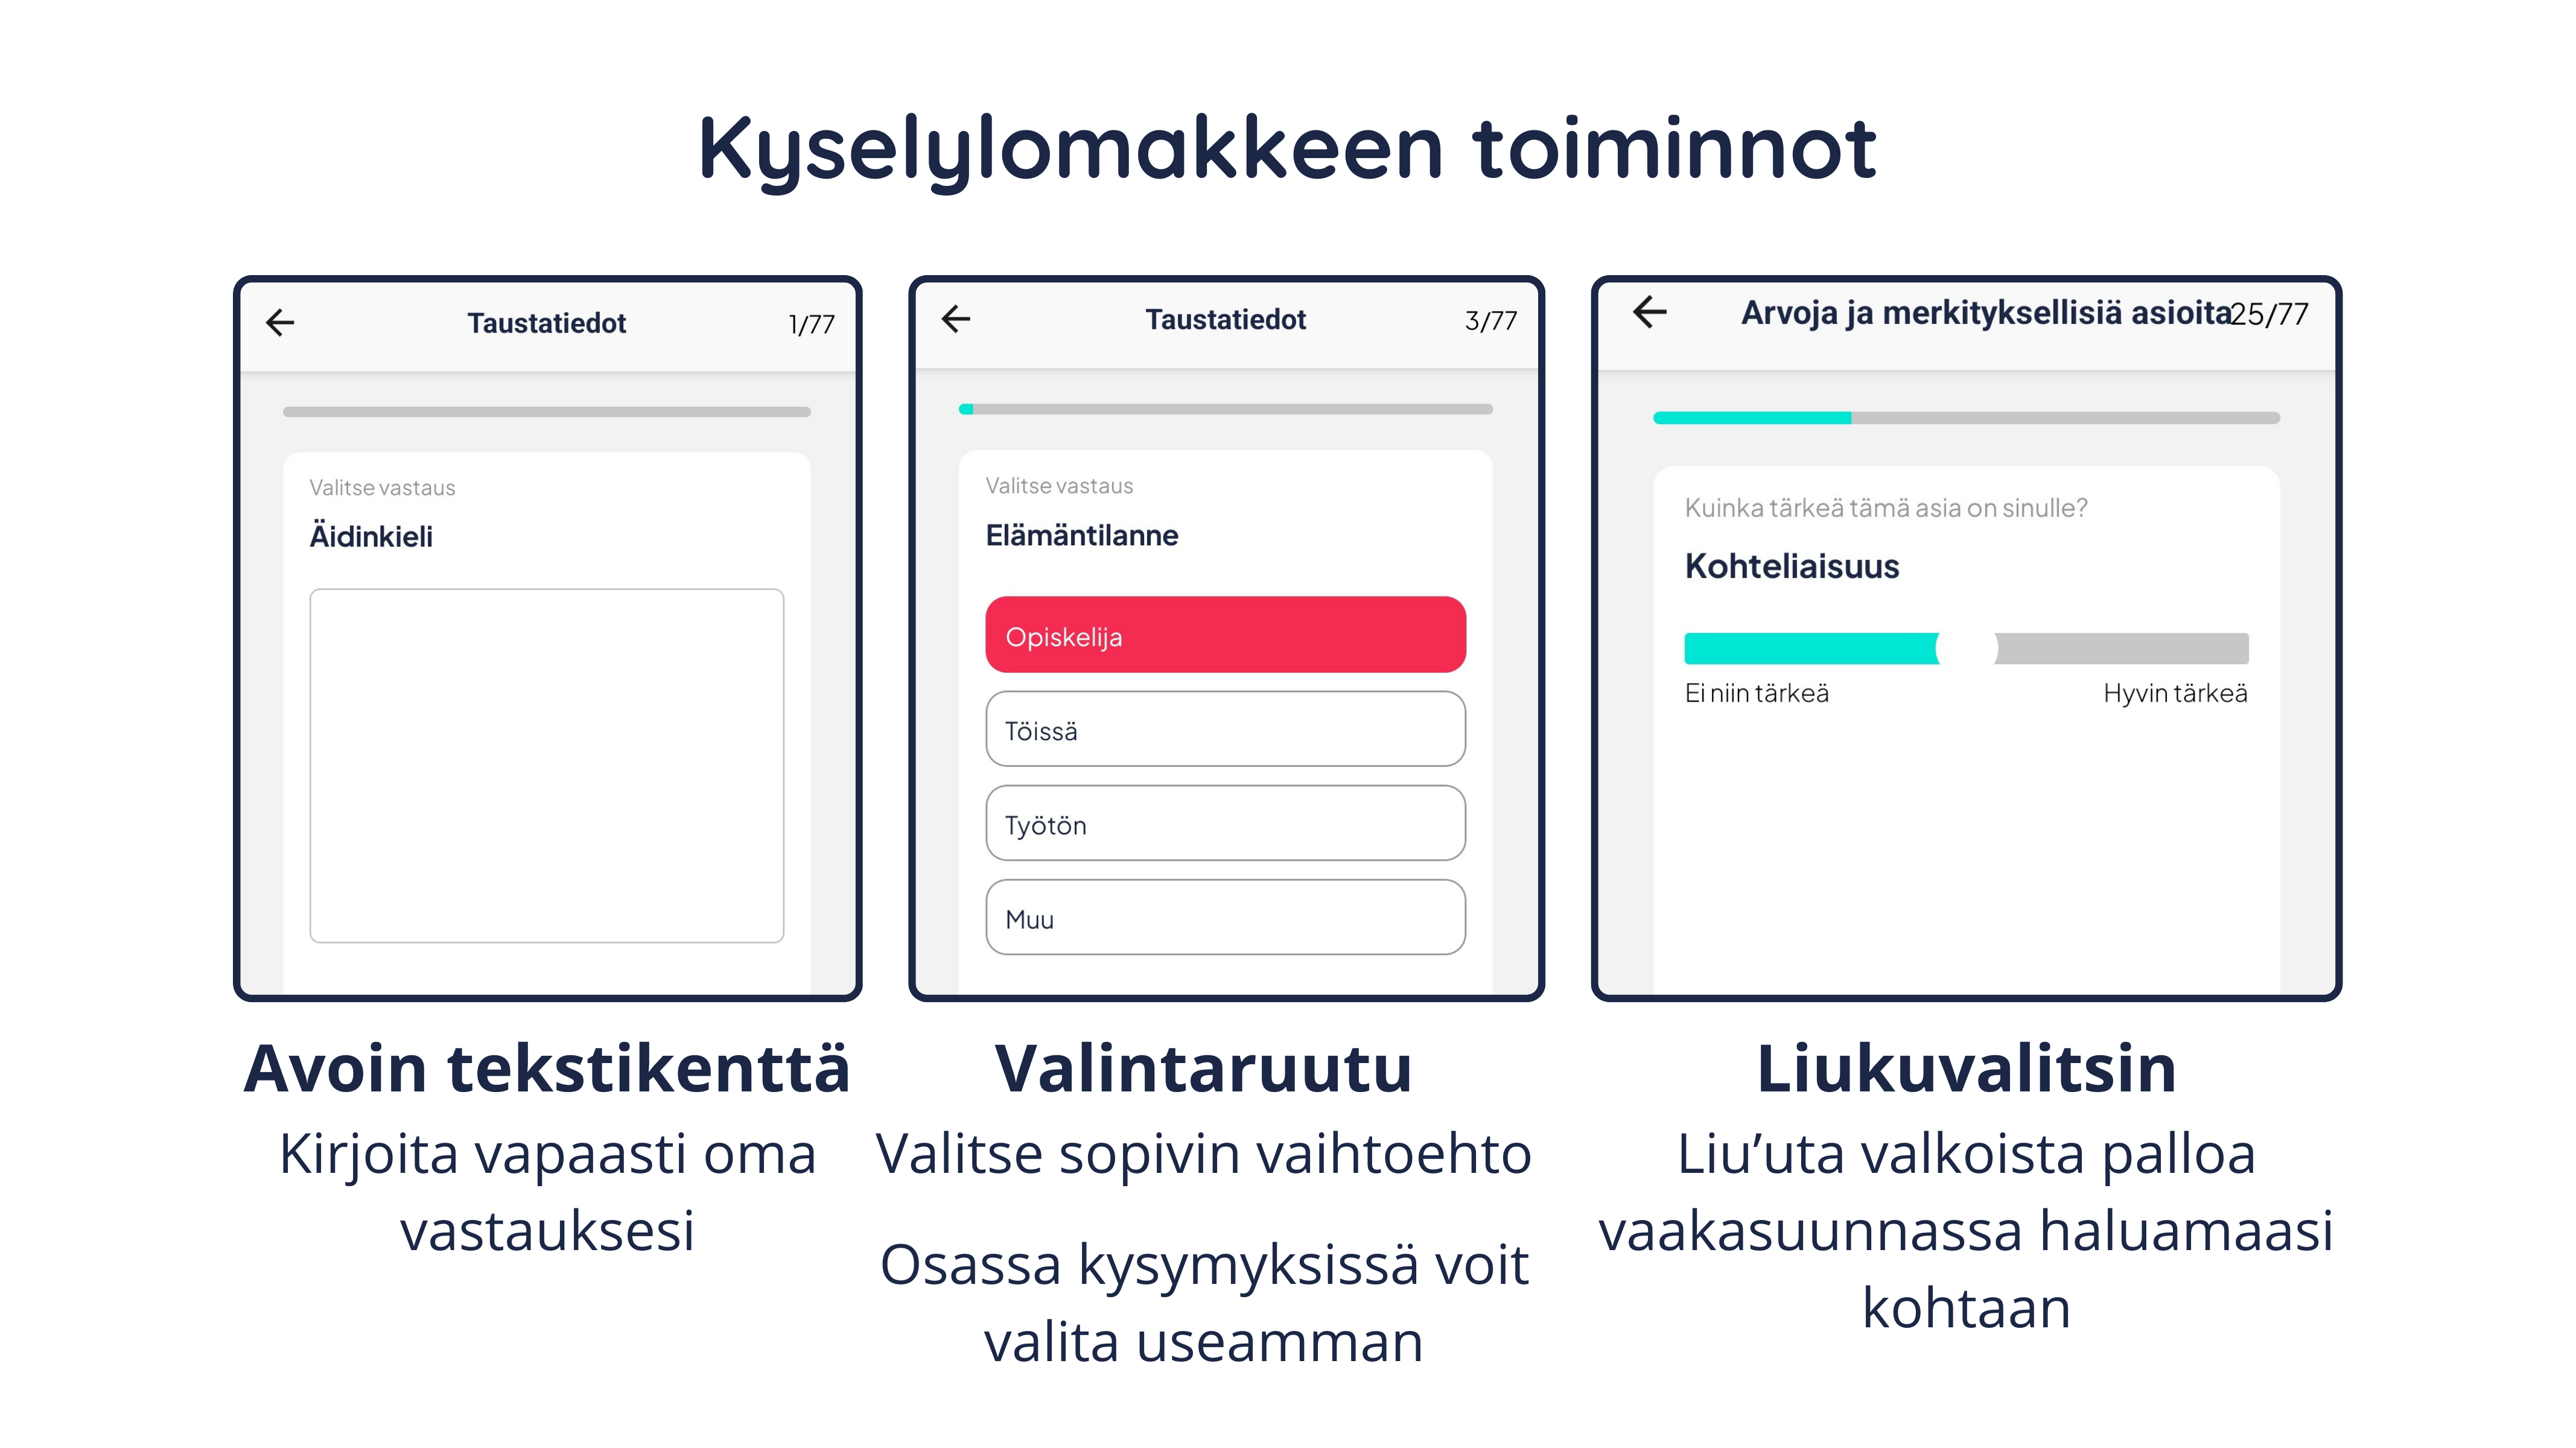 Kyselylomakkeen toiminnot
Taustatiedot 1/77
Valitse vastaus
Äidinkieli
Avoin tekstikenttä
Kirjoita vapaasti oma
vastauksesi
Taustatiedot 3/77
Valitse vastaus
Elämäntilanne
Opiskelija
Töissä
Työtön
Muu
Valintaruutu
Valitse sopivin vaihtoehto
Osassa kysymyksissä voit
valita useamman
Arvoja ja merkityksellisiä asioita25/77
Kuinka tärkeä tämä asia on sinulle?
Kohteliaisuus
Ei niin tärkeä Hyvin tärkeä
Liukuvalitsin
Liu’uta valkoista palloa
vaakasuunnassa haluamaasi
kohtaan